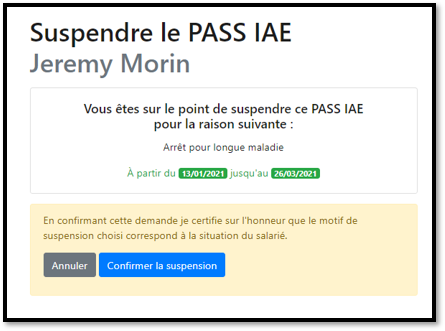 Suspendre le PASS IAE
Jeremy Morin
Vous êtes sur le point de suspendre ce PASS IAE
pour la raison suivante :
Arrêt pour longue maladie
À partir du 13/01/2021 jusqu'au 26/03/2021
En confirmant cette demande je certifie sur l'honneur que le motif de
suspension choisi correspond à la situation du salarié.
Annuler Confirmer la suspension